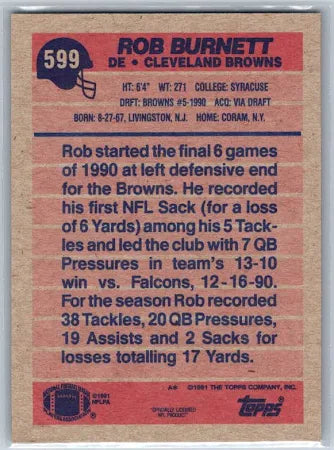 599
ROB BURNETT
DE • CLEVELAND BROWNS
HT: 6'4" WT: 271 COLLEGE: SYRACUSE
DRFT: BROWNS #5-1990 ACQ: VIA DRAFT
BORN: 8-27-67, LIVINGSTON, N.J. HOME: CORAM, N.Y.
Rob started the final 6 games
of 1990 at left defensive end
for the Browns. He recorded
his first NFL Sack (for a loss
of 6 Yards) among his 5 Tack-
les and led the club with 7 QB
Pressures in team's 13-10
win vs. Falcons, 12-16-90.
For the season Rob recorded
38 Tackles, 20 QB Pressures,
19 Assists and 2 Sacks for
losses totalling 17 Yards.
A* ©1991 THE TOPPS COMPANY, INC.
©1991
NFLPA
OFFICIALLY LICENSED
NFL PRODUCT
TOPPS